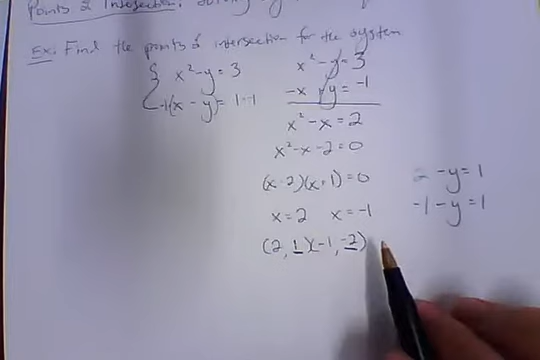 Points of Intersection,
Ex: Find the points of intersection for the system
x² - y = 3
-1(x - y) = 1 · -1
x² - y = 3
-x + y = -1
x² - x = 2
x² - x - 2 = 0
(x - 2)(x + 1) = 0
x = 2 x = -1
(2, 1)(-1, -2)
2 - y = 1
-1 - y = 1